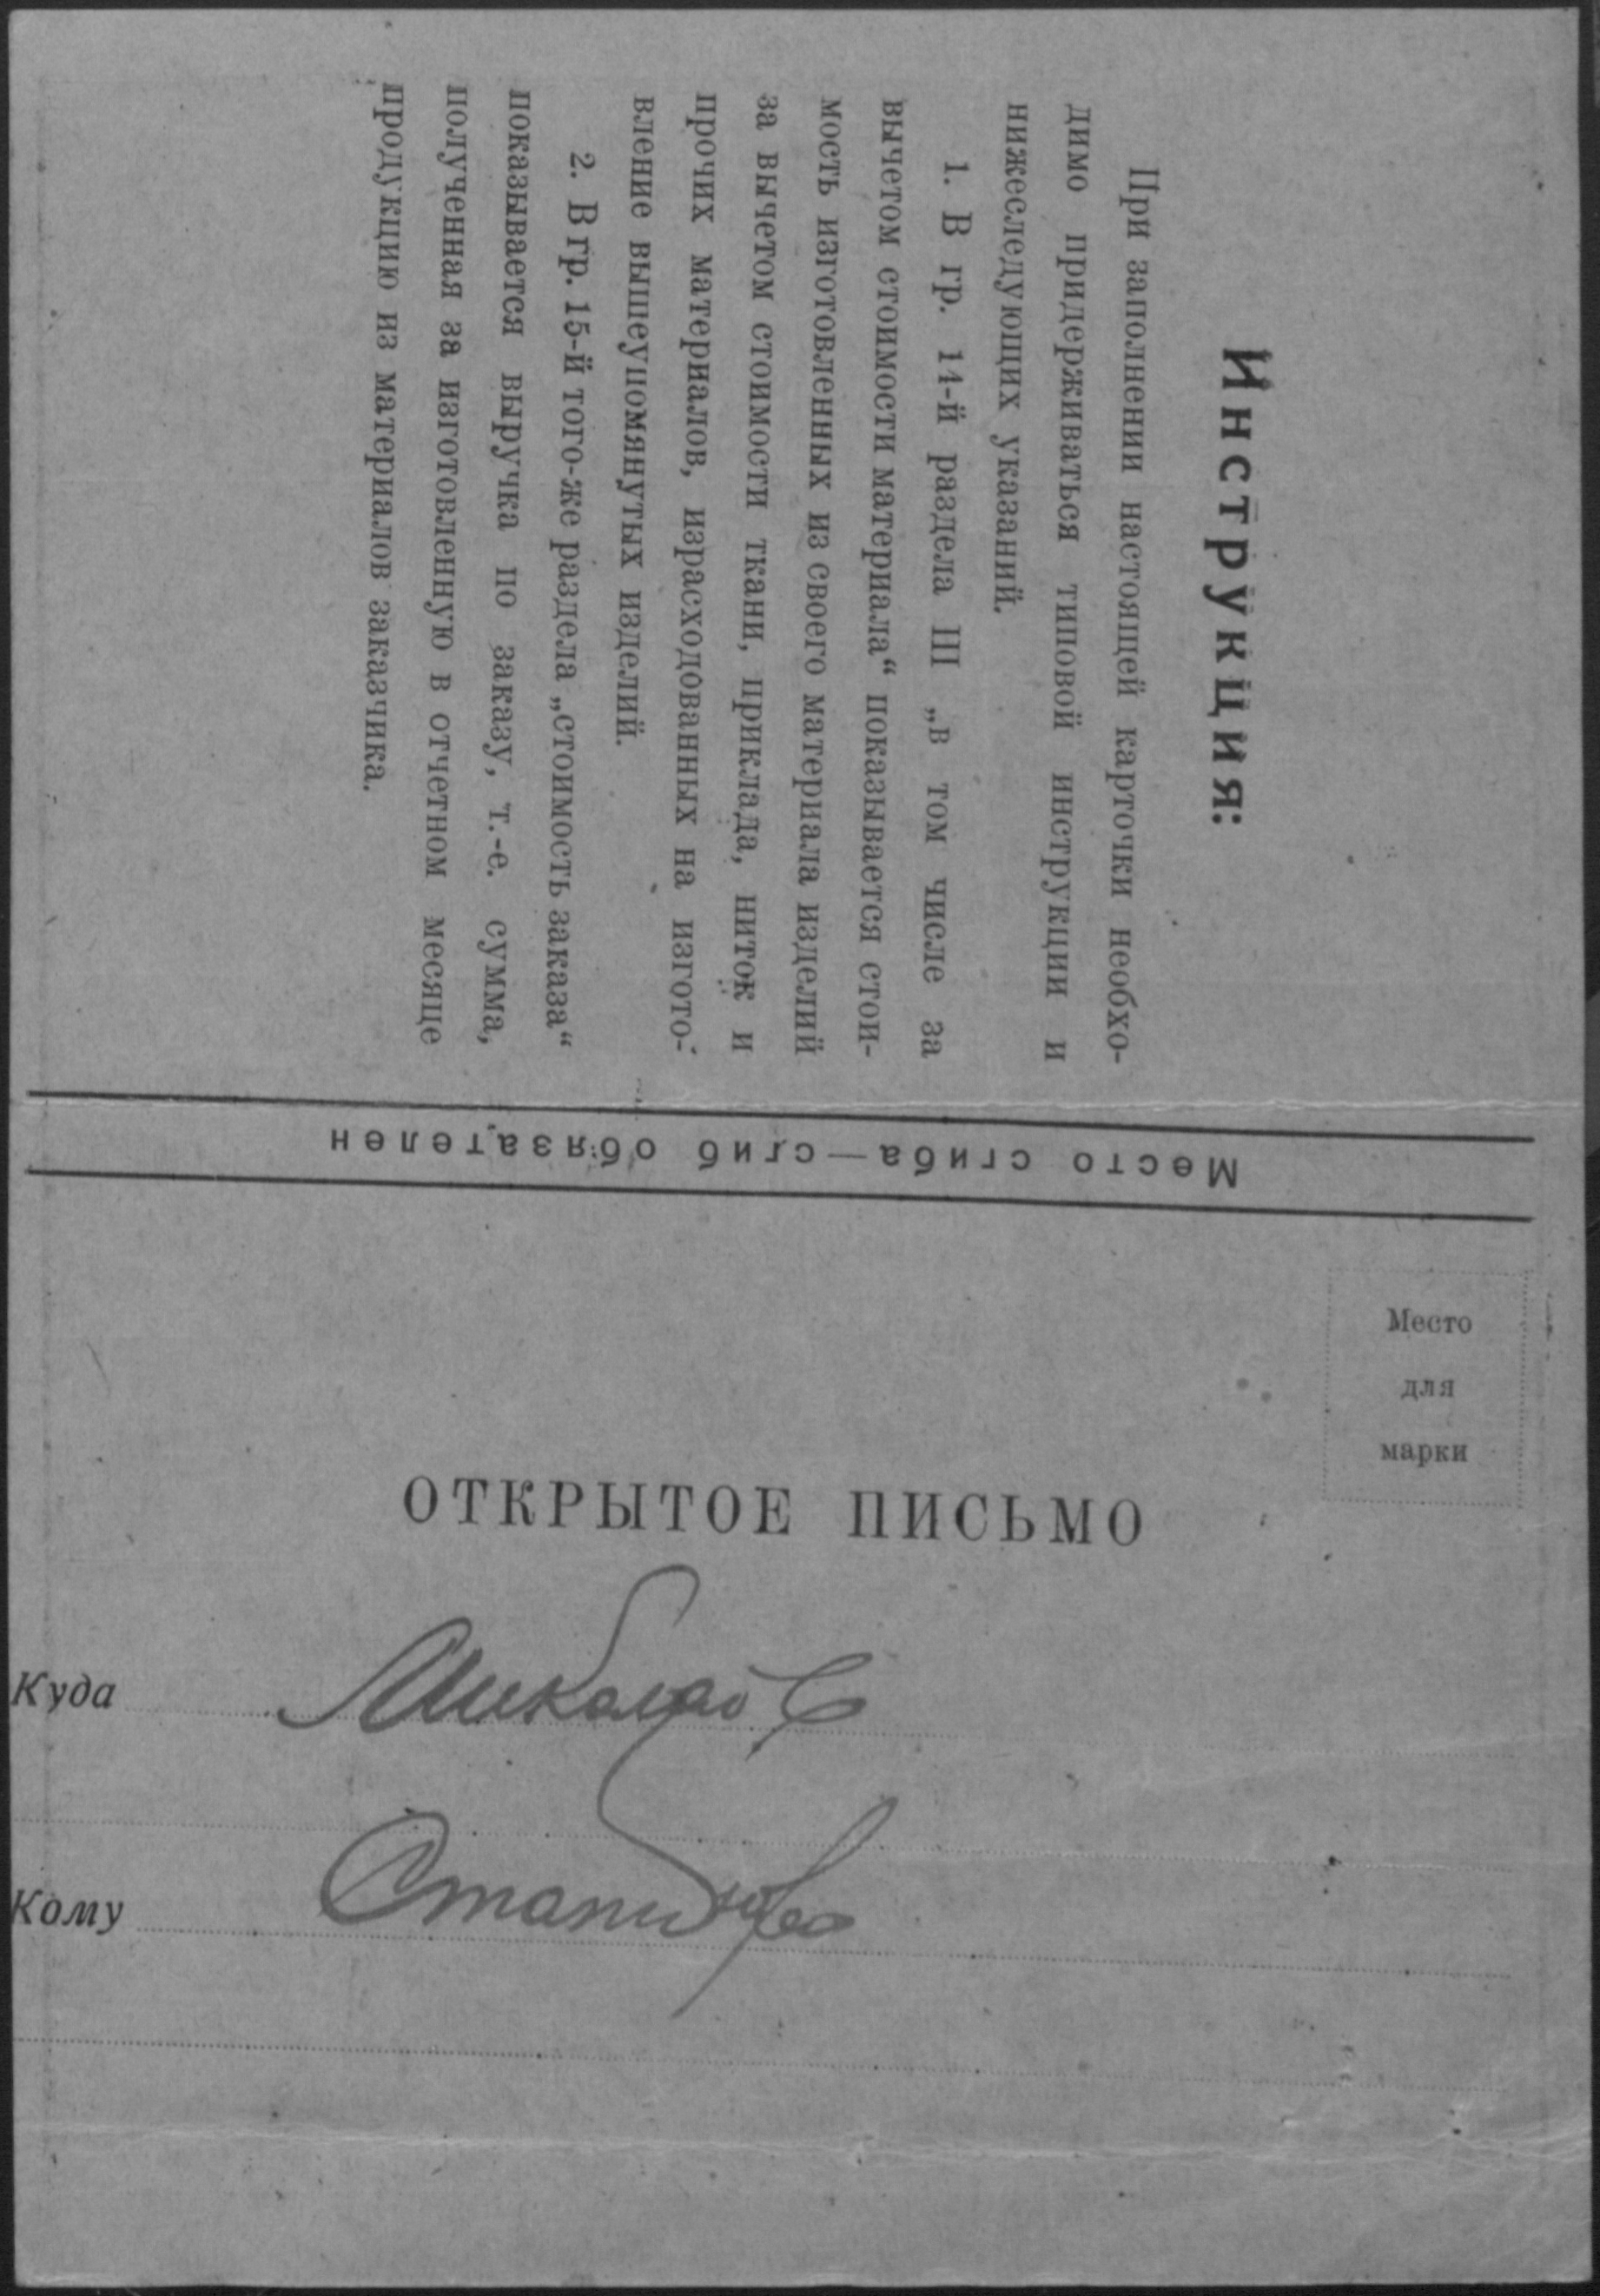 Инструкция:
При заполнении настоящей карточки необхо-
димо придерживаться типовой инструкции и
нижеследующих указаний.
1. В гр. 14-й раздела III „в том числе за
вычетом стоимости материала“ показывается стои-
мость изготовленных из своего материала изделий
за вычетом стоимости ткани, приклада, ниток и
прочих материалов, израсходованных на изгото-
вление вышеупомянутых изделий.
2. В гр. 15-й того-же раздела „стоимость заказа“
показывается выручка по заказу, т.-е. сумма,
полученная за изготовленную в отчетном месяце
продукцию из материалов заказчика.
Место сгиба—сгиб обязателен
Место
для
марки
ОТКРЫТОЕ ПИСЬМО
Куда
Кому